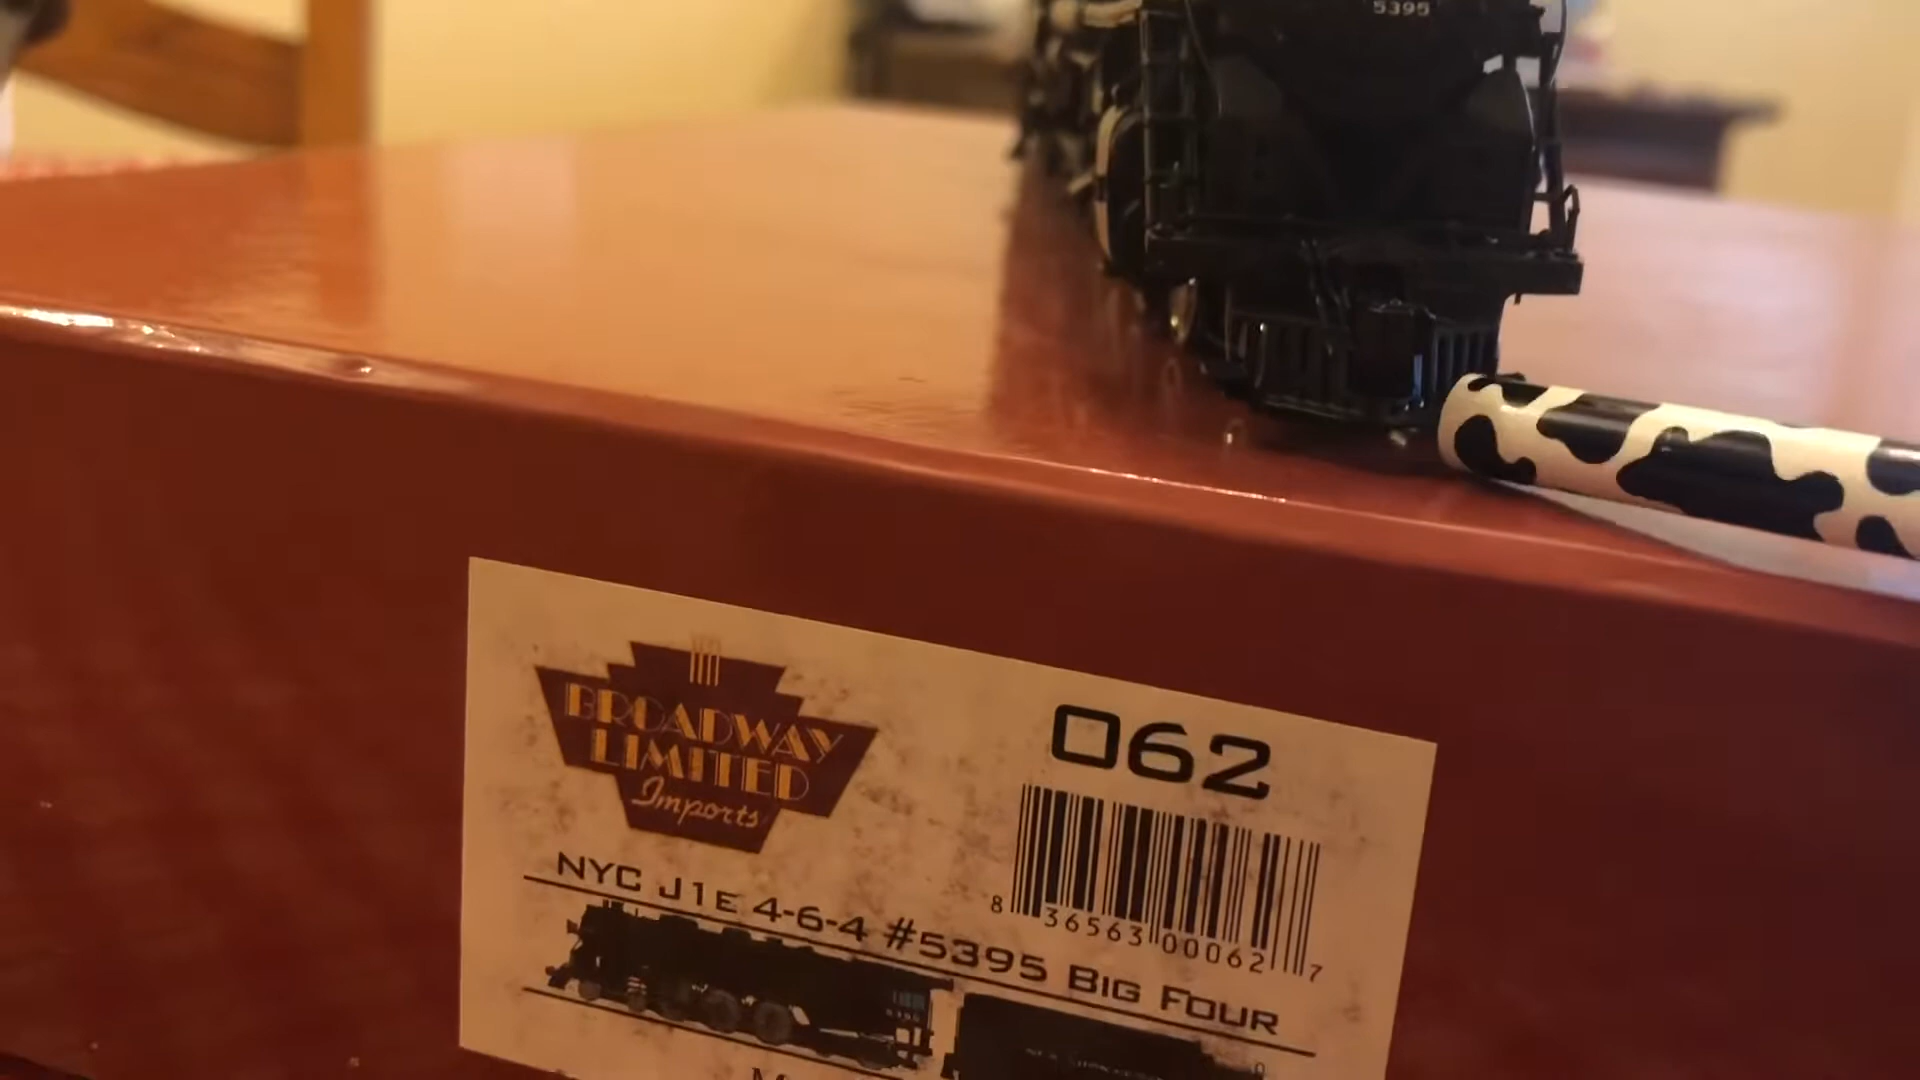 5395
BROADWAY
LIMITED
Imports
062
8 36563 00062 7
NYC J1E 4-6-4 #5395 BIG FOUR